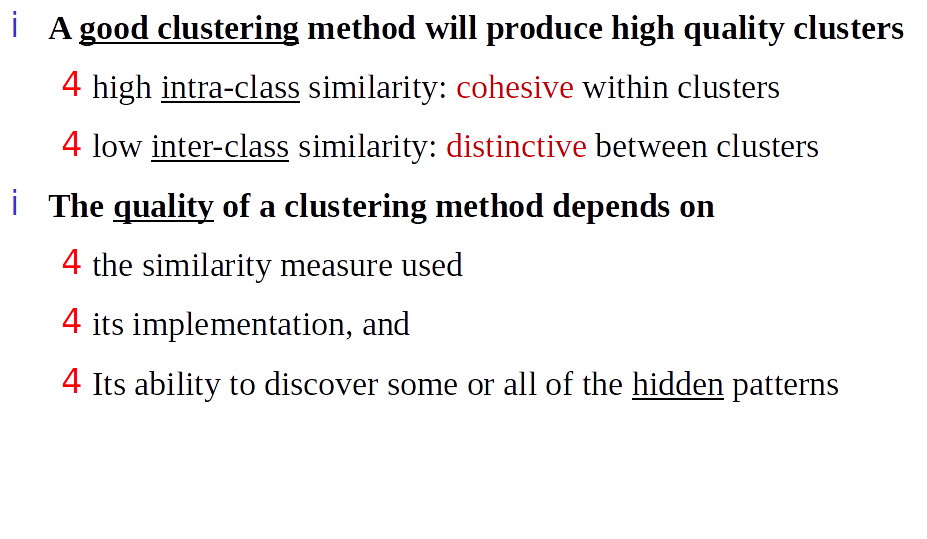 i A good clustering method will produce high quality clusters
4 high intra-class similarity: cohesive within clusters
4 low inter-class similarity: distinctive between clusters
i The quality of a clustering method depends on
4 the similarity measure used
4 its implementation, and
4 Its ability to discover some or all of the hidden patterns